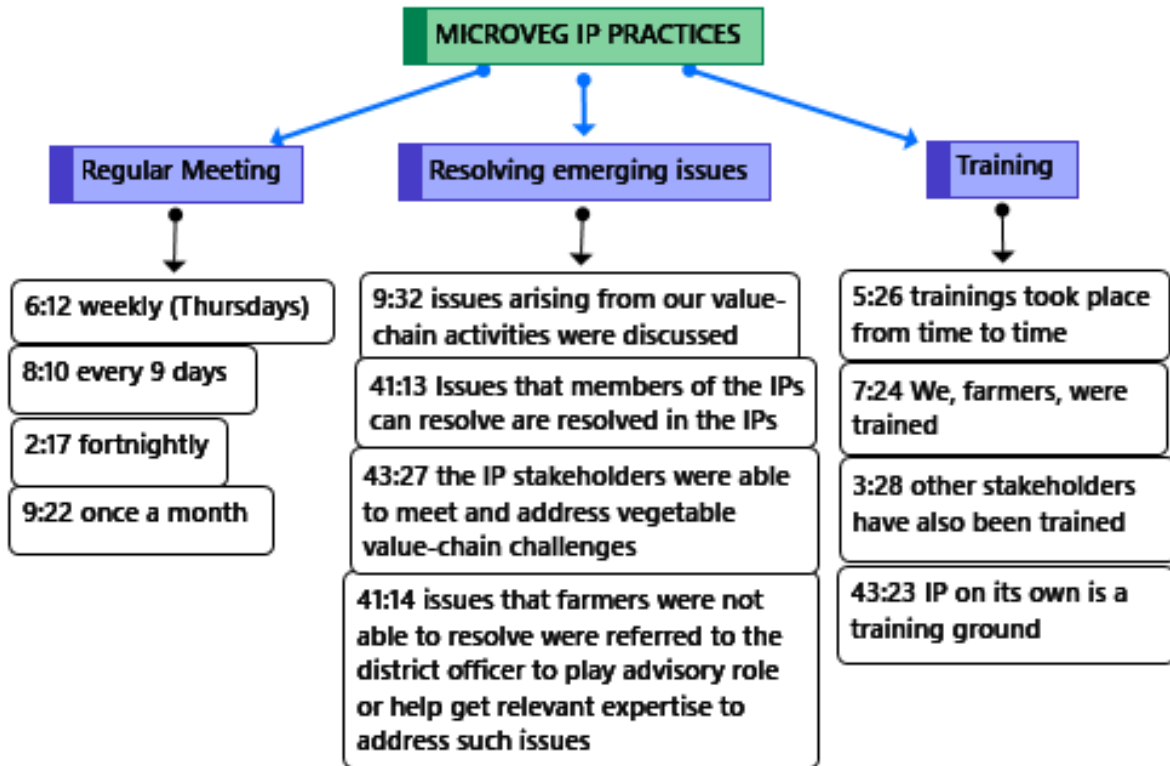 MICROVEG IP PRACTICES
Regular Meeting
6:12 weekly (Thursdays)
8:10 every 9 days
2:17 fortnightly
9:22 once a month
Resolving emerging issues
9:32 issues arising from our value-
chain activities were discussed
41:13 Issues that members of the IPs
can resolve are resolved in the IPs
43:27 the IP stakeholders were able
to meet and address vegetable
value-chain challenges
41:14 issues that farmers were not
able to resolve were referred to the
district officer to play advisory role
or help get relevant expertise to
address such issues
Training
5:26 trainings took place
from time to time
7:24 We, farmers, were
trained
3:28 other stakeholders
have also been trained
43:23 IP on its own is a
training ground